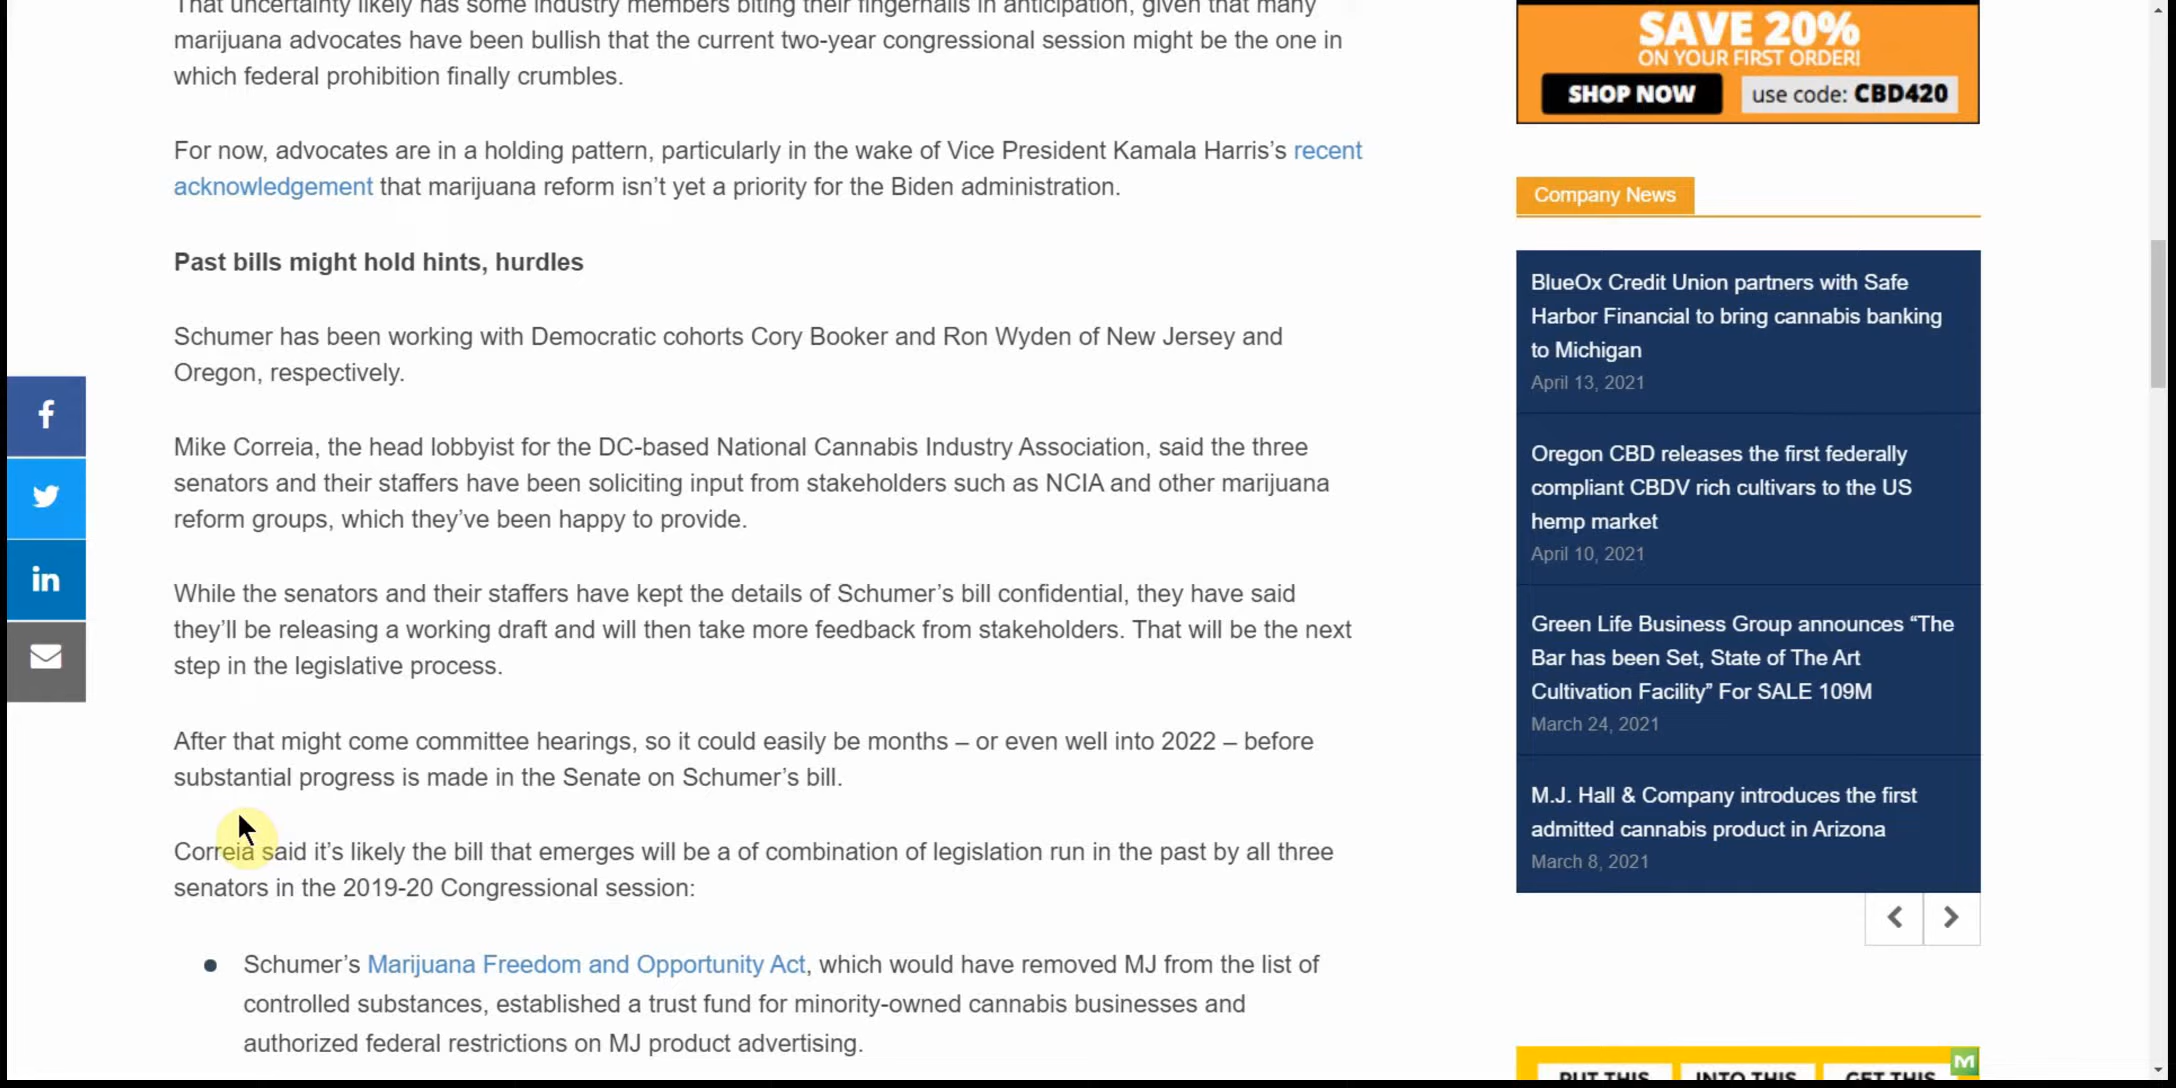 That uncertainty likely has some industry members biting their fingernails in anticipation, given that many
marijuana advocates have been bullish that the current two-year congressional session might be the one in
which federal prohibition finally crumbles.
For now, advocates are in a holding pattern, particularly in the wake of Vice President Kamala Harris’s recent
acknowledgement that marijuana reform isn’t yet a priority for the Biden administration.
Past bills might hold hints, hurdles
Schumer has been working with Democratic cohorts Cory Booker and Ron Wyden of New Jersey and
Oregon, respectively.
Mike Correia, the head lobbyist for the DC-based National Cannabis Industry Association, said the three
senators and their staffers have been soliciting input from stakeholders such as NCIA and other marijuana
reform groups, which they’ve been happy to provide.
While the senators and their staffers have kept the details of Schumer’s bill confidential, they have said
they’ll be releasing a working draft and will then take more feedback from stakeholders. That will be the next
step in the legislative process.
After that might come committee hearings, so it could easily be months – or even well into 2022 – before
substantial progress is made in the Senate on Schumer’s bill.
Correia said it’s likely the bill that emerges will be a of combination of legislation run in the past by all three
senators in the 2019-20 Congressional session:
• Schumer’s Marijuana Freedom and Opportunity Act, which would have removed MJ from the list of
controlled substances, established a trust fund for minority-owned cannabis businesses and
authorized federal restrictions on MJ product advertising.
SAVE 20%
ON YOUR FIRST ORDER!
SHOP NOW use code: CBD420
Company News
BlueOx Credit Union partners with Safe
Harbor Financial to bring cannabis banking
to Michigan
April 13, 2021
Oregon CBD releases the first federally
compliant CBDV rich cultivars to the US
hemp market
April 10, 2021
Green Life Business Group announces “The
Bar has been Set, State of The Art
Cultivation Facility” For SALE 109M
March 24, 2021
M.J. Hall & Company introduces the first
admitted cannabis product in Arizona
March 8, 2021
M
PUT THIS INTO THIS GET THIS